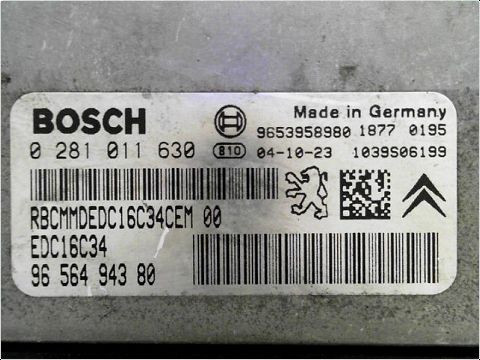 BOSCH
Made in Germany
9653958980 1877 0195
0 281 011 630
810 04-10-23 1039S06199
RBCMMDEDC16C34CEM 00
EDC16C34
96 564 943 80